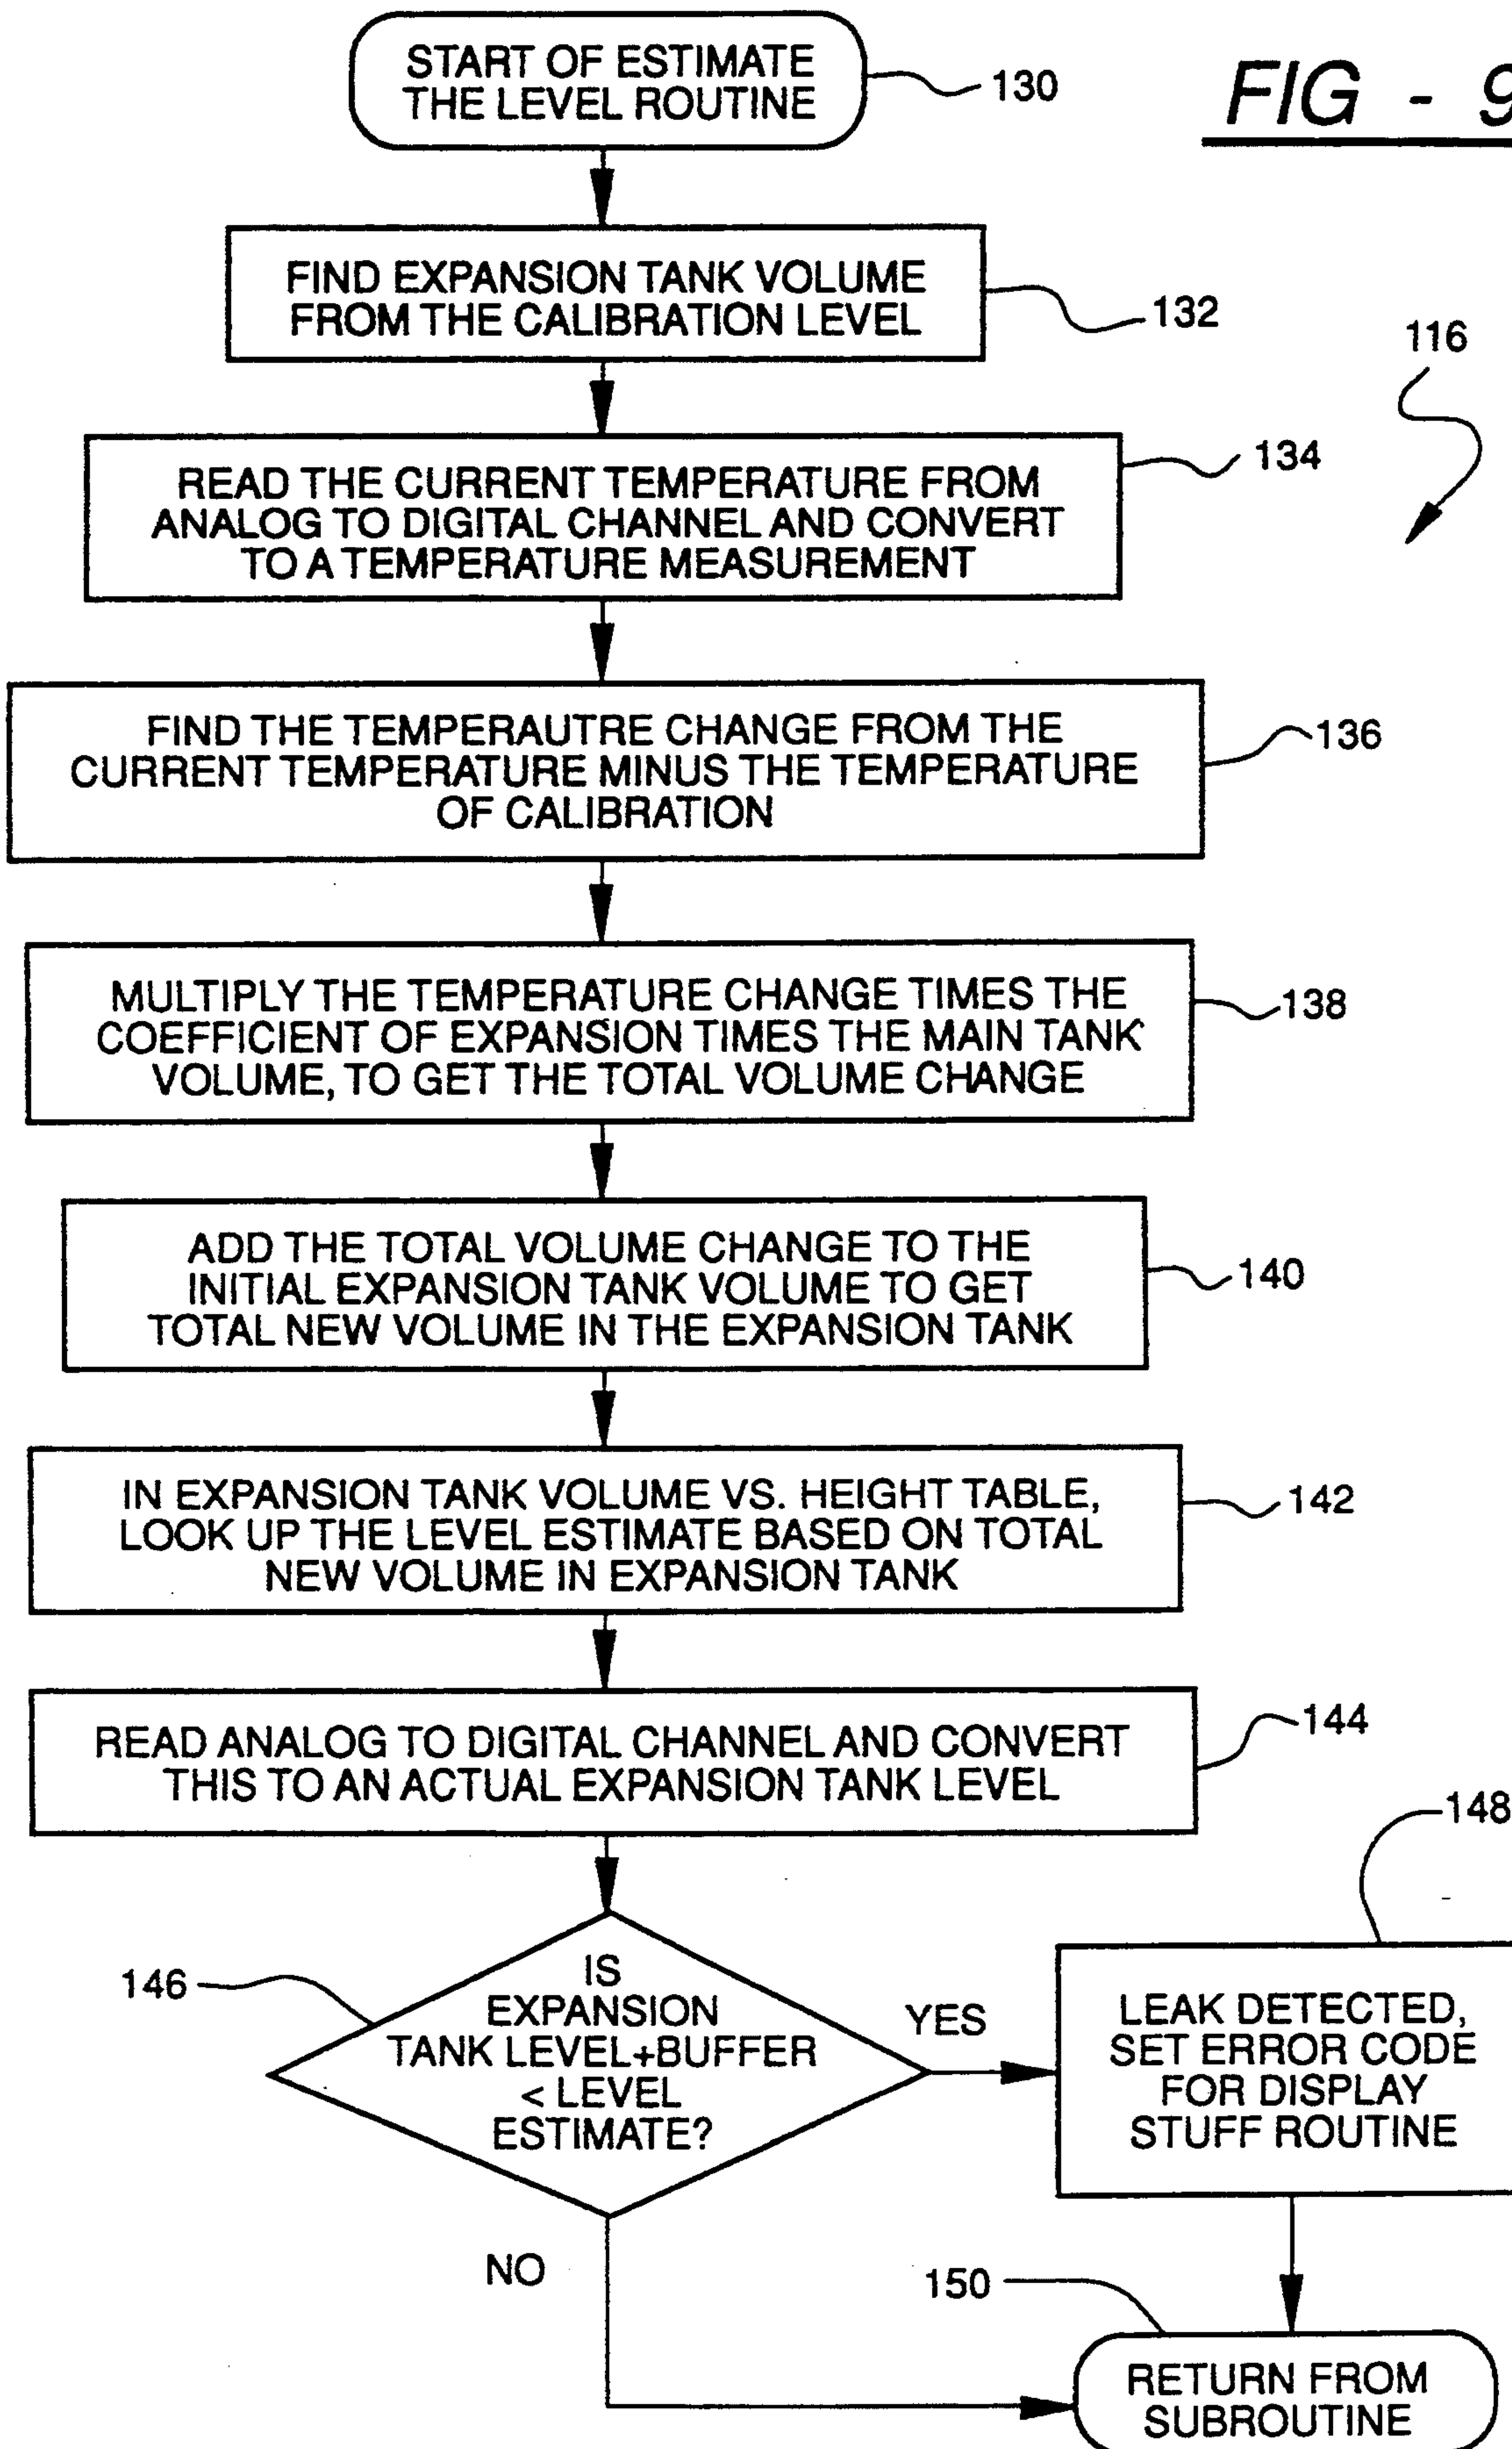 START OF ESTIMATE
THE LEVEL ROUTINE
130
FIG - 9
FIND EXPANSION TANK VOLUME
FROM THE CALIBRATION LEVEL
132
116
READ THE CURRENT TEMPERATURE FROM
ANALOG TO DIGITAL CHANNEL AND CONVERT
TO A TEMPERATURE MEASUREMENT
134
FIND THE TEMPERAUTRE CHANGE FROM THE
CURRENT TEMPERATURE MINUS THE TEMPERATURE
OF CALIBRATION
136
MULTIPLY THE TEMPERATURE CHANGE TIMES THE
COEFFICIENT OF EXPANSION TIMES THE MAIN TANK
VOLUME, TO GET THE TOTAL VOLUME CHANGE
138
ADD THE TOTAL VOLUME CHANGE TO THE
INITIAL EXPANSION TANK VOLUME TO GET
TOTAL NEW VOLUME IN THE EXPANSION TANK
140
IN EXPANSION TANK VOLUME VS. HEIGHT TABLE,
LOOK UP THE LEVEL ESTIMATE BASED ON TOTAL
NEW VOLUME IN EXPANSION TANK
142
READ ANALOG TO DIGITAL CHANNEL AND CONVERT
THIS TO AN ACTUAL EXPANSION TANK LEVEL
144
146
IS
EXPANSION
TANK LEVEL+BUFFER
< LEVEL
ESTIMATE?
YES
NO
148
LEAK DETECTED,
SET ERROR CODE
FOR DISPLAY
STUFF ROUTINE
150
RETURN FROM
SUBROUTINE